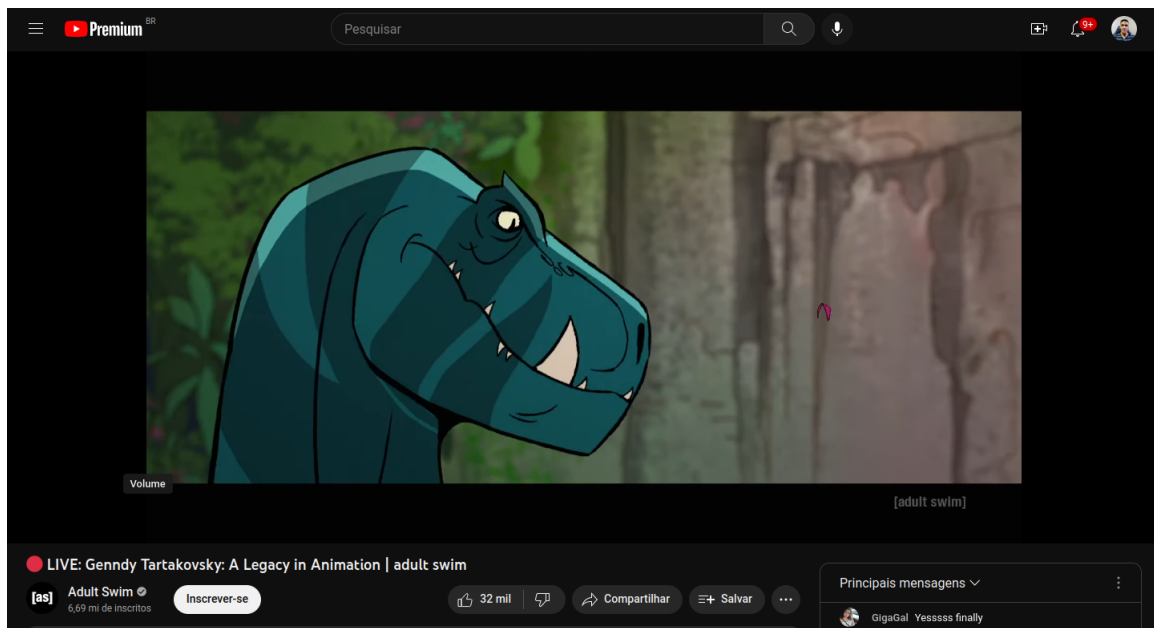 Premium BR
Pesquisar
9+
Volume
[adult swim]
LIVE: Genndy Tartakovsky: A Legacy in Animation | adult swim
[as]
Adult Swim
6,69 mi de inscritos
Inscrever-se
32 mil
Compartilhar
Salvar
Principais mensagens
GigaGal Yesssss finally